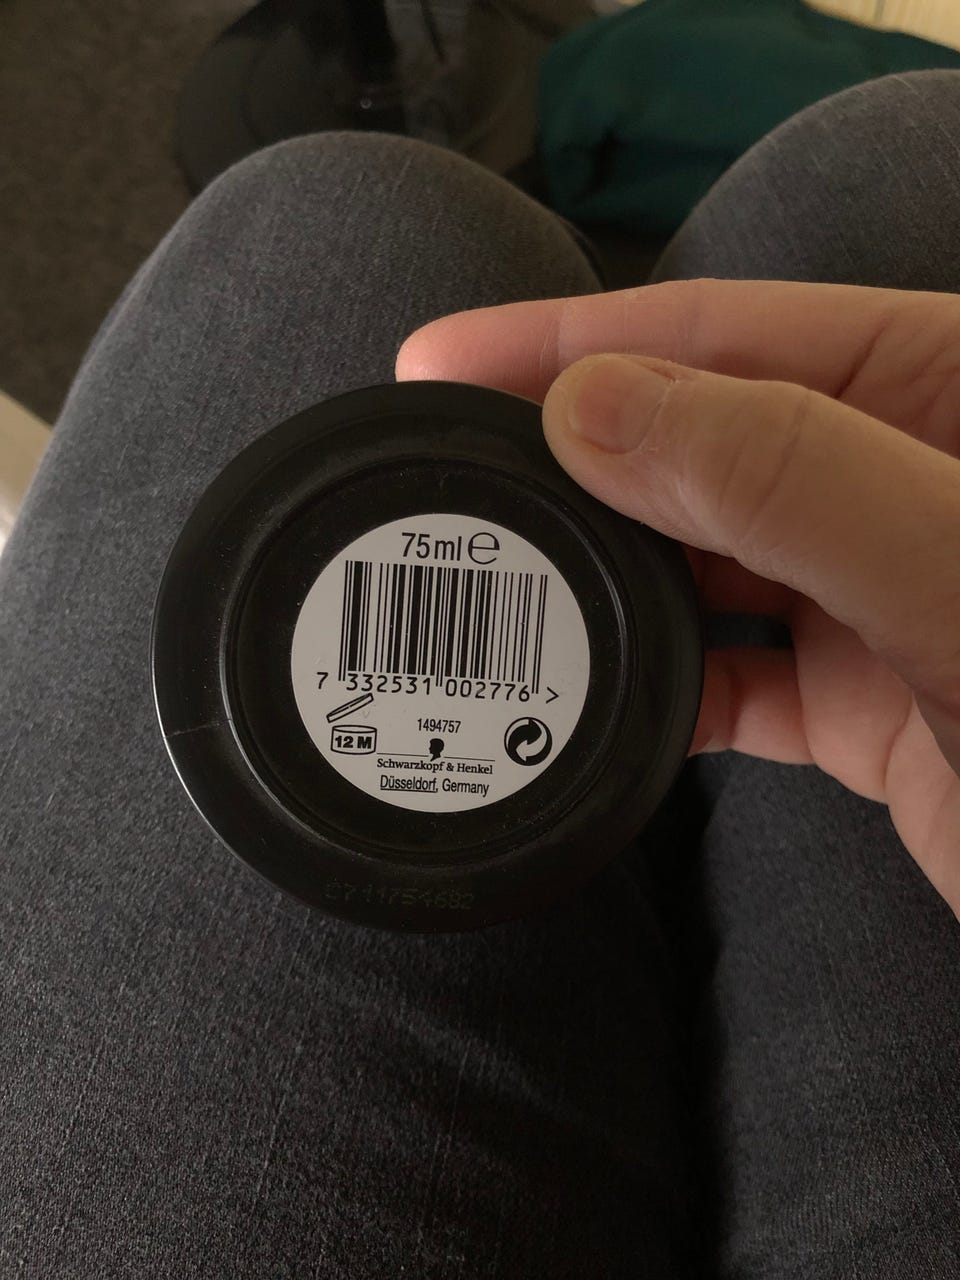 75ml ℮
7 332531 002776 >
1494757
12 M
Schwarzkopf & Henkel
Düsseldorf, Germany